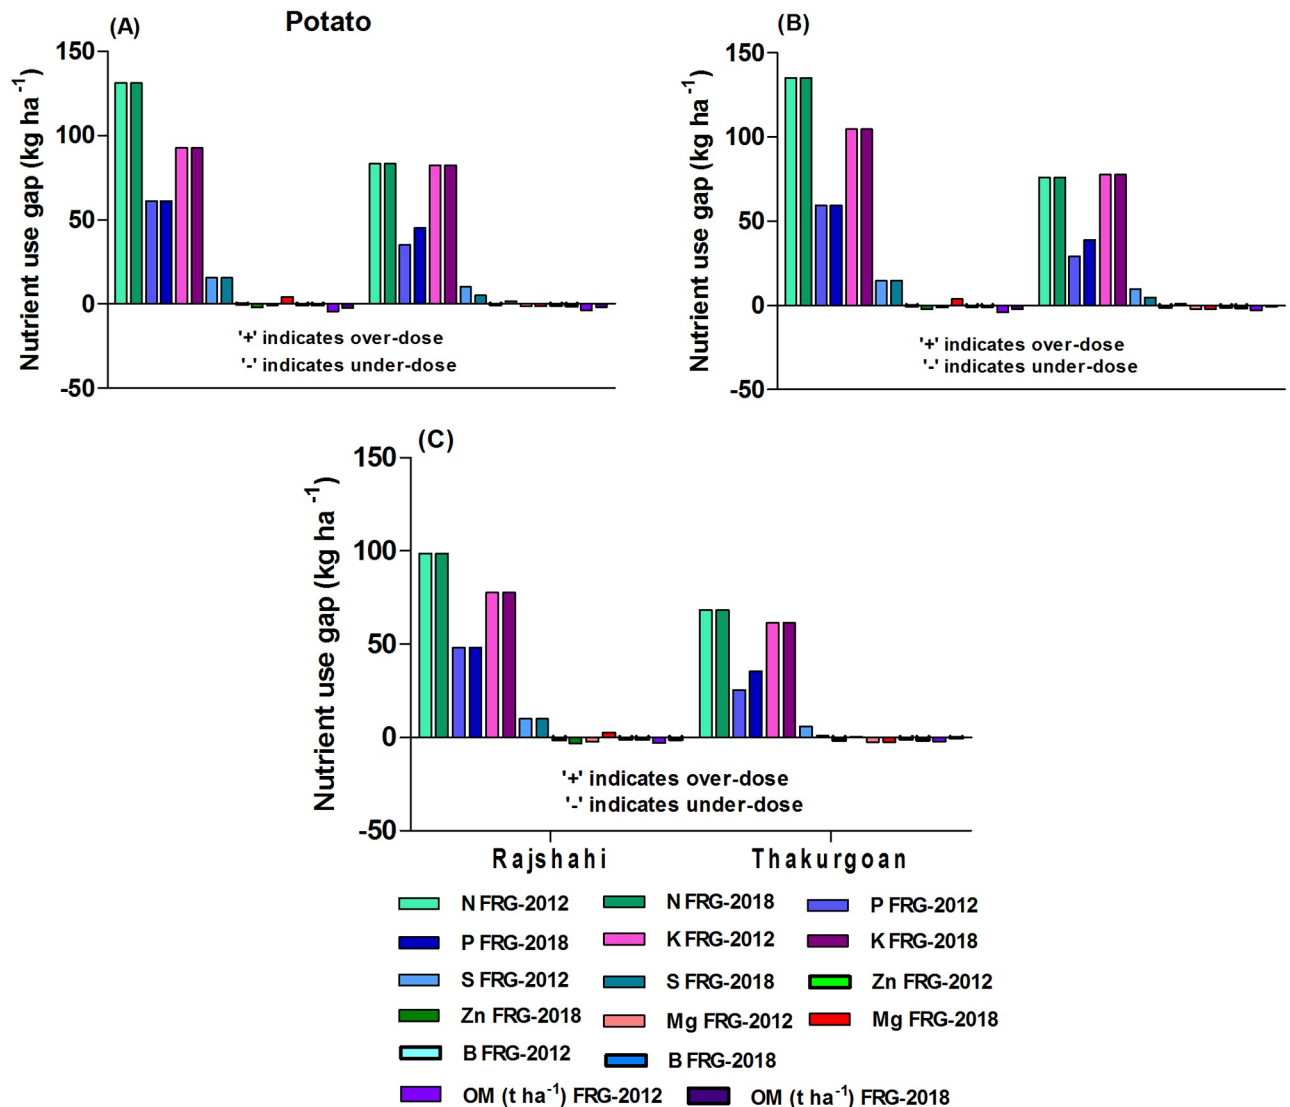 (A)
Potato
(B)
150
100
50
0
-50
Nutrient use gap (kg ha -1)
'+' indicates over-dose
'-' indicates under-dose
150
100
50
0
-50
Nutrient use gap (kg ha -1)
'+' indicates over-dose
'-' indicates under-dose
(C)
150
100
50
0
-50
Nutrient use gap (kg ha -1)
'+' indicates over-dose
'-' indicates under-dose
Rajshahi Thakurgoan
N FRG-2012 N FRG-2018 P FRG-2012
P FRG-2018 K FRG-2012 K FRG-2018
S FRG-2012 S FRG-2018 Zn FRG-2012
Zn FRG-2018 Mg FRG-2012 Mg FRG-2018
B FRG-2012 B FRG-2018
OM (t ha-1) FRG-2012 OM (t ha-1) FRG-2018